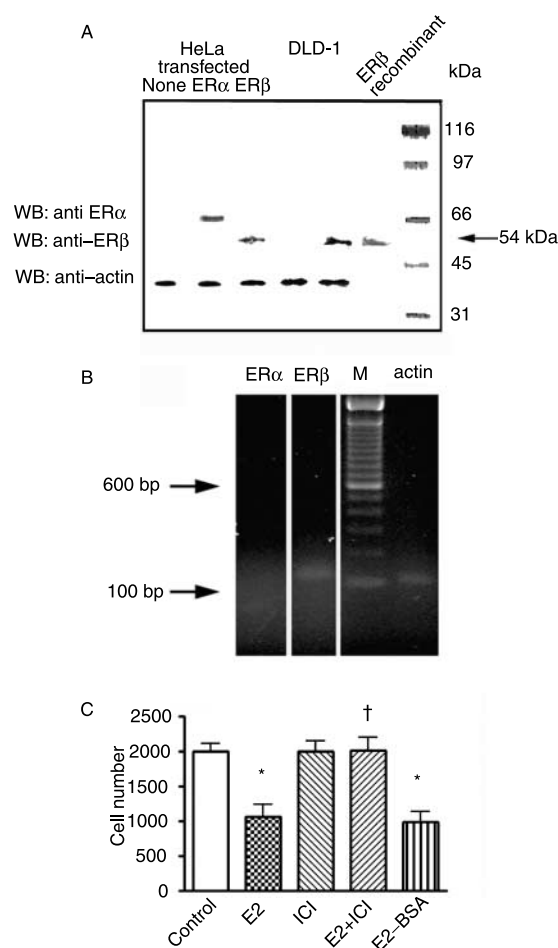 A
HeLa
transfected
DLD-1
ERβ
recombinant
kDa
None ERα ERβ
116
97
WB: anti ERα
66
WB: anti–ERβ
54 kDa
45
WB: anti–actin
31
B
ERα
ERβ
M
actin
600 bp
100 bp
C
2500
2000
1500
1000
500
0
Cell number
*
†
*
Control
E2
ICI
E2+ICI
E2–BSA